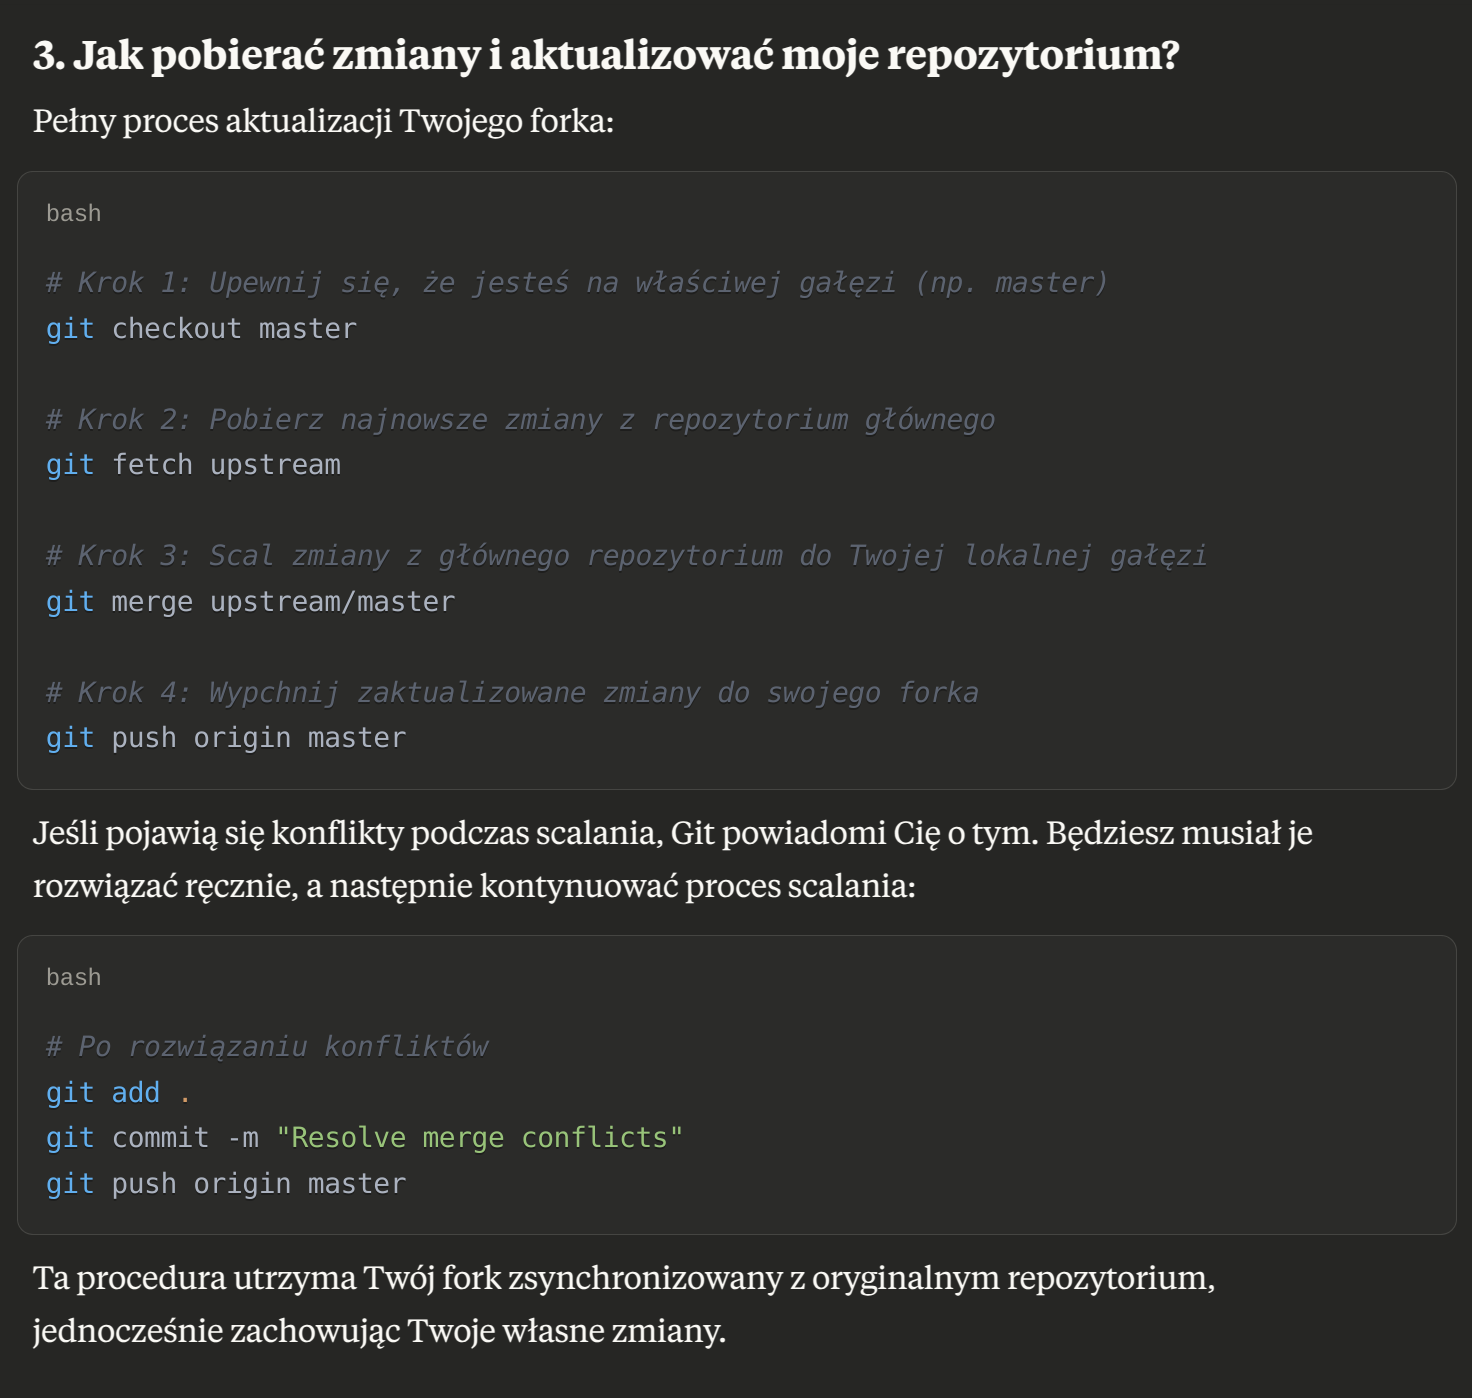 3. Jak pobierać zmiany i aktualizować moje repozytorium?
Pełny proces aktualizacji Twojego forka:
bash
# Krok 1: Upewnij się, że jesteś na właściwej gałęzi (np. master)
git checkout master
# Krok 2: Pobierz najnowsze zmiany z repozytorium głównego
git fetch upstream
# Krok 3: Scal zmiany z głównego repozytorium do Twojej lokalnej gałęzi
git merge upstream/master
# Krok 4: Wypchnij zaktualizowane zmiany do swojego forka
git push origin master
Jeśli pojawią się konflikty podczas scalania, Git powiadomi Cię o tym. Będziesz musiał je
rozwiązać ręcznie, a następnie kontynuować proces scalania:
bash
# Po rozwiązaniu konfliktów
git add .
git commit -m "Resolve merge conflicts"
git push origin master
Ta procedura utrzyma Twój fork zsynchronizowany z oryginalnym repozytorium,
jednocześnie zachowując Twoje własne zmiany.